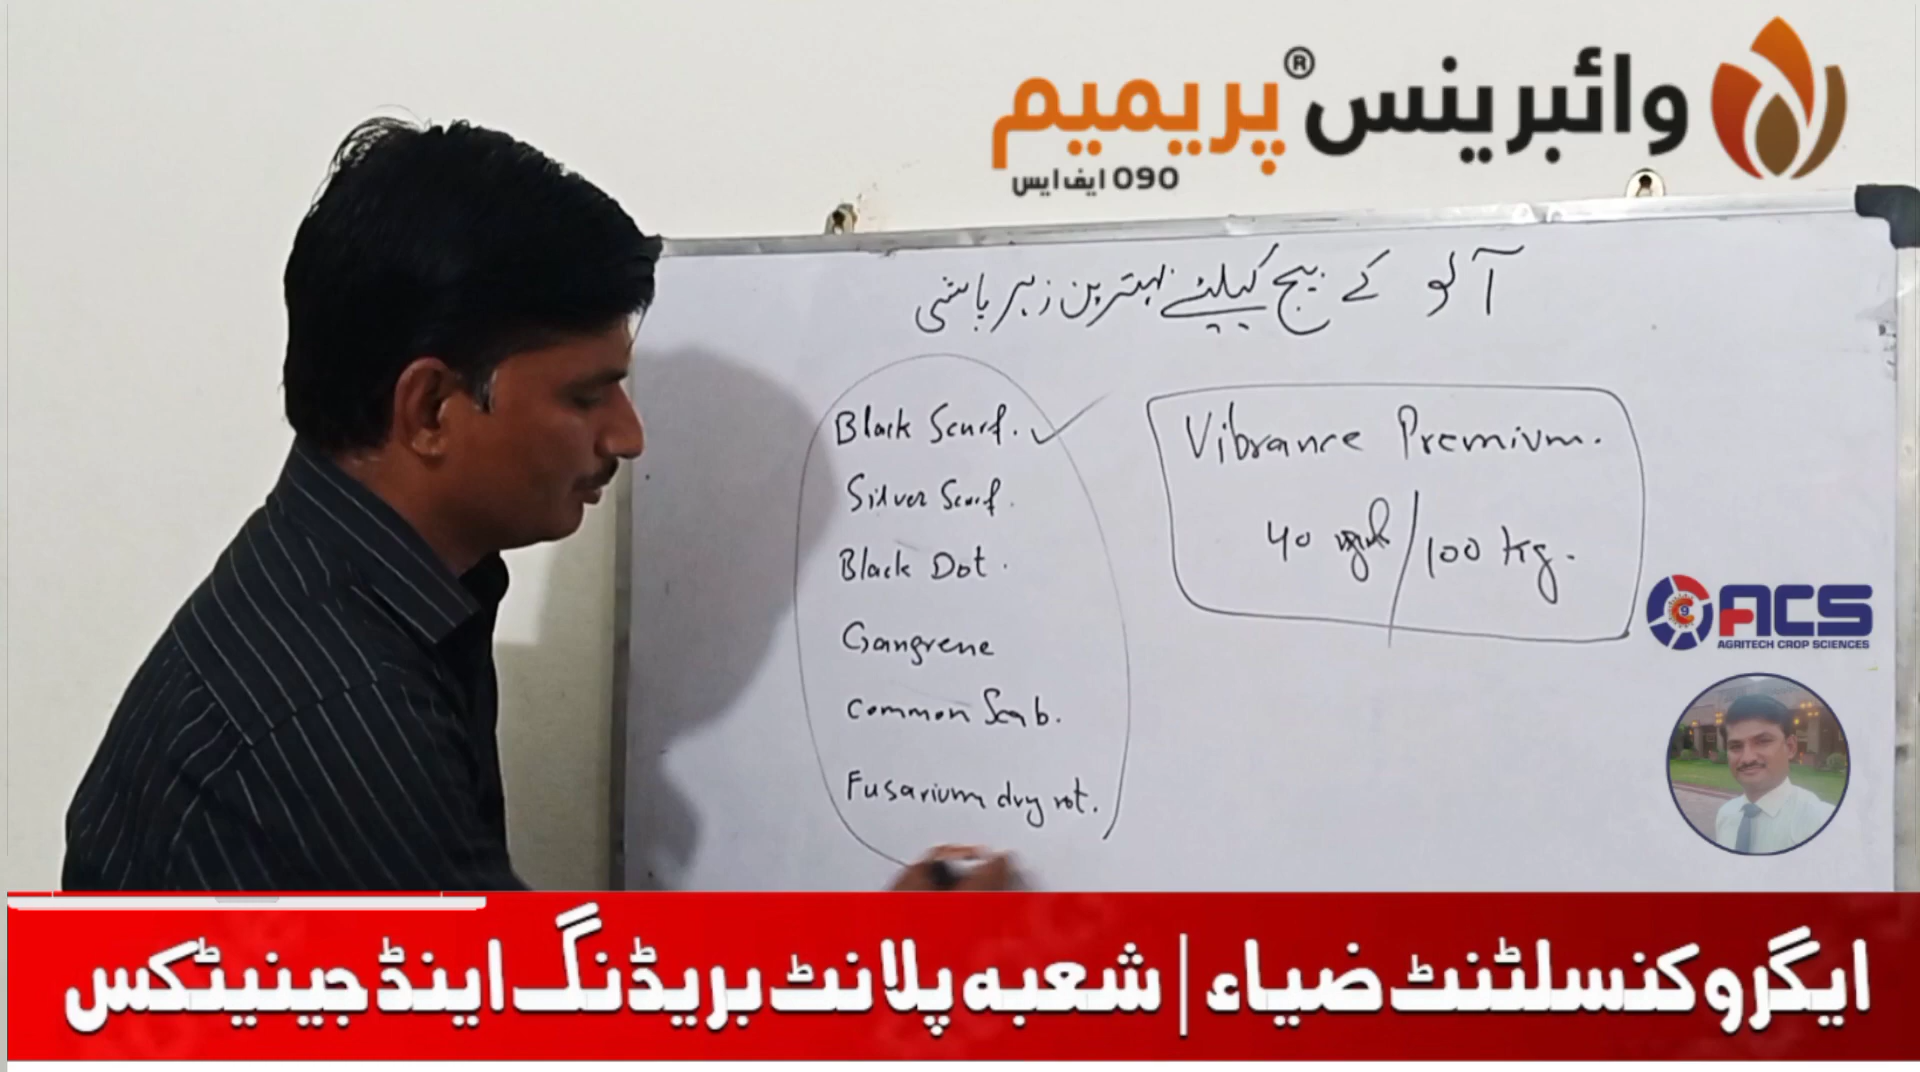 وائبرینس® پریمیم
090 ایف ایس
آلو کے بیج کیلئے بہترین زہر پاشی
Black Scurf.
Silver Scurf.
Black Dot.
Gangrene
Common Scab.
Fusarium dry rot.
Vibrance Premium.
40 /100 kg.
ACS
AGRITECH CROP SCIENCES
ایگرو کنسلٹنٹ ضیاء | شعبہ پلانٹ بریڈنگ اینڈ جینیٹکس